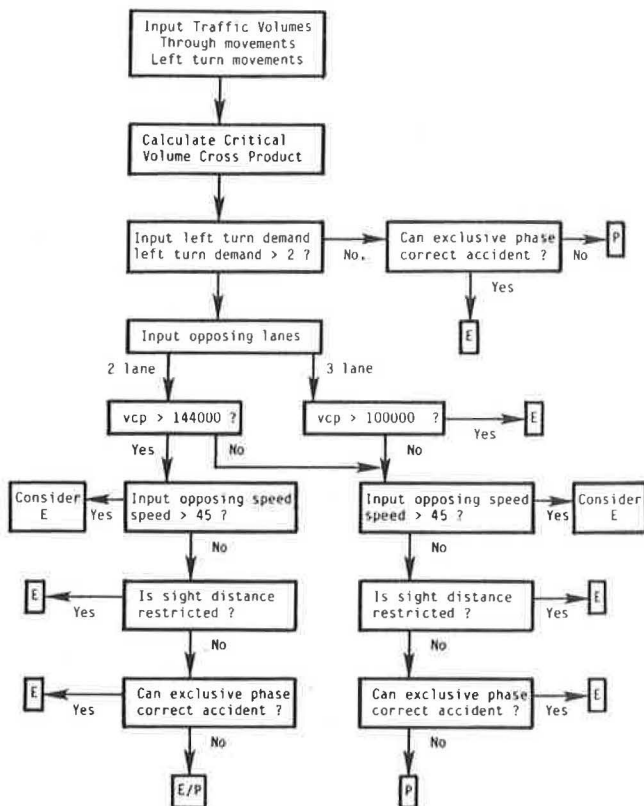 Input Traffic Volumes
Through movements
Left turn movements
Calculate Critical
Volume Cross Product
Input left turn demand
left turn demand > 2 ?
No.
Can exclusive phase
correct accident ?
No
P
Yes
E
Input opposing lanes
2 lane
3 lane
vcp > 144000 ?
vcp > 100000 ?
Yes
E
Yes
No
No
Consider
E
Yes
Input opposing speed
speed > 45 ?
Input opposing speed
speed > 45 ?
Yes
Consider
E
No
No
E
Yes
Is sight distance
restricted ?
Is sight distance
restricted ?
Yes
E
No
No
E
Yes
Can exclusive phase
correct accident ?
Can exclusive phase
correct accident ?
Yes
E
No
No
E/P
P